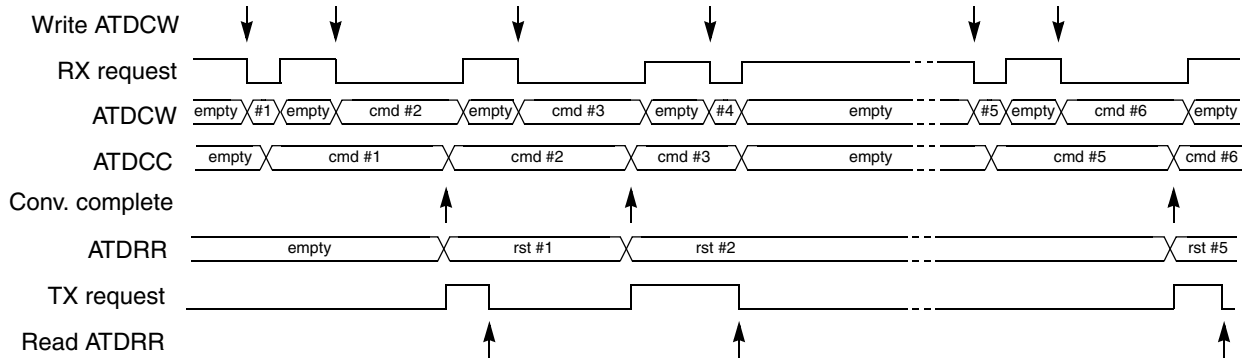 Write ATDCW
RX request
ATDCW empty #1 empty cmd #2 empty cmd #3 empty #4 empty #5 empty cmd #6 empty
ATDCC empty cmd #1 cmd #2 cmd #3 empty cmd #5 cmd #6
Conv. complete
ATDRR empty rst #1 rst #2 rst #5
TX request
Read ATDRR